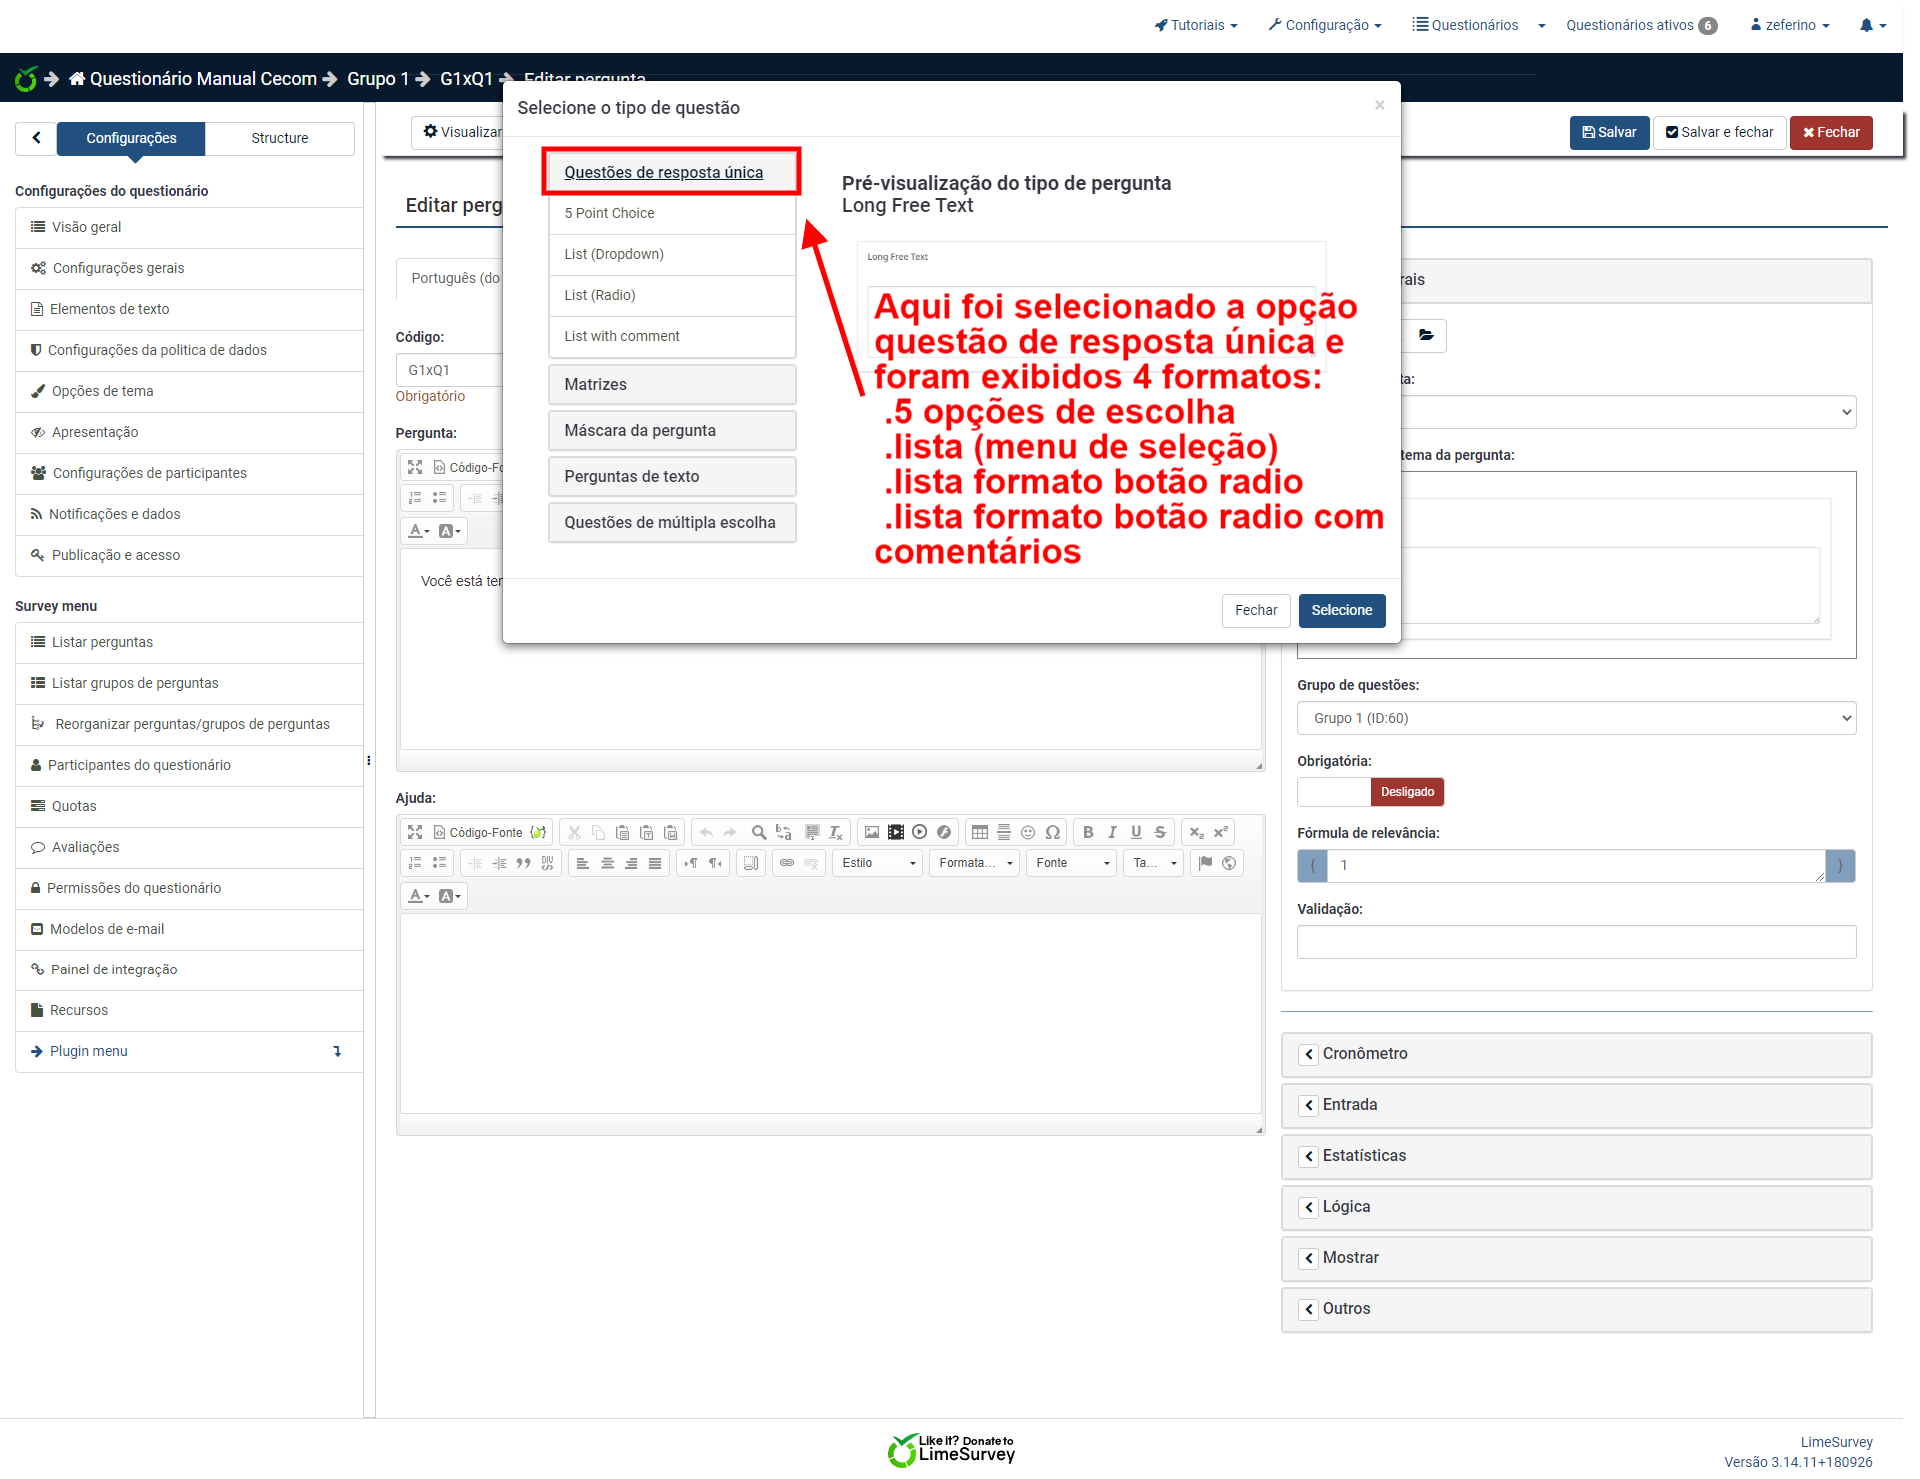 Tutoriais
Configuração
Questionários
Questionários ativos 6
zeferino
Questionário Manual Cecom
Grupo 1
G1xQ1
Editar pergunta
Configurações
Structure
Visualizar
Salvar
Salvar e fechar
Fechar
Configurações do questionário
Visão geral
Configurações gerais
Elementos de texto
Configurações da politica de dados
Opções de tema
Apresentação
Configurações de participantes
Notificações e dados
Publicação e acesso
Survey menu
Listar perguntas
Listar grupos de perguntas
Reorganizar perguntas/grupos de perguntas
Participantes do questionário
Quotas
Avaliações
Permissões do questionário
Modelos de e-mail
Painel de integração
Recursos
Plugin menu
Editar perg
Português (do
Código:
G1xQ1
Obrigatório
Pergunta:
Código-Fo
Você está ter
Selecione o tipo de questão
×
Questões de resposta única
5 Point Choice
List (Dropdown)
List (Radio)
List with comment
Matrizes
Máscara da pergunta
Perguntas de texto
Questões de múltipla escolha
Pré-visualização do tipo de pergunta
Long Free Text
Long Free Text
Aqui foi selecionado a opção
questão de resposta única e
foram exibidos 4 formatos:
.5 opções de escolha
.lista (menu de seleção)
.lista formato botão radio
.lista formato botão radio com
comentários
Fechar
Selecione
Ajuda:
Código-Fonte
Estilo
Formata...
Fonte
Ta...
rais
ta:
tema da pergunta:
Grupo de questões:
Grupo 1 (ID:60)
Obrigatória:
Desligado
Fórmula de relevância:
{ 1 }
Validação:
Cronômetro
Entrada
Estatísticas
Lógica
Mostrar
Outros
Like it? Donate to
LimeSurvey
LimeSurvey
Versão 3.14.11+180926